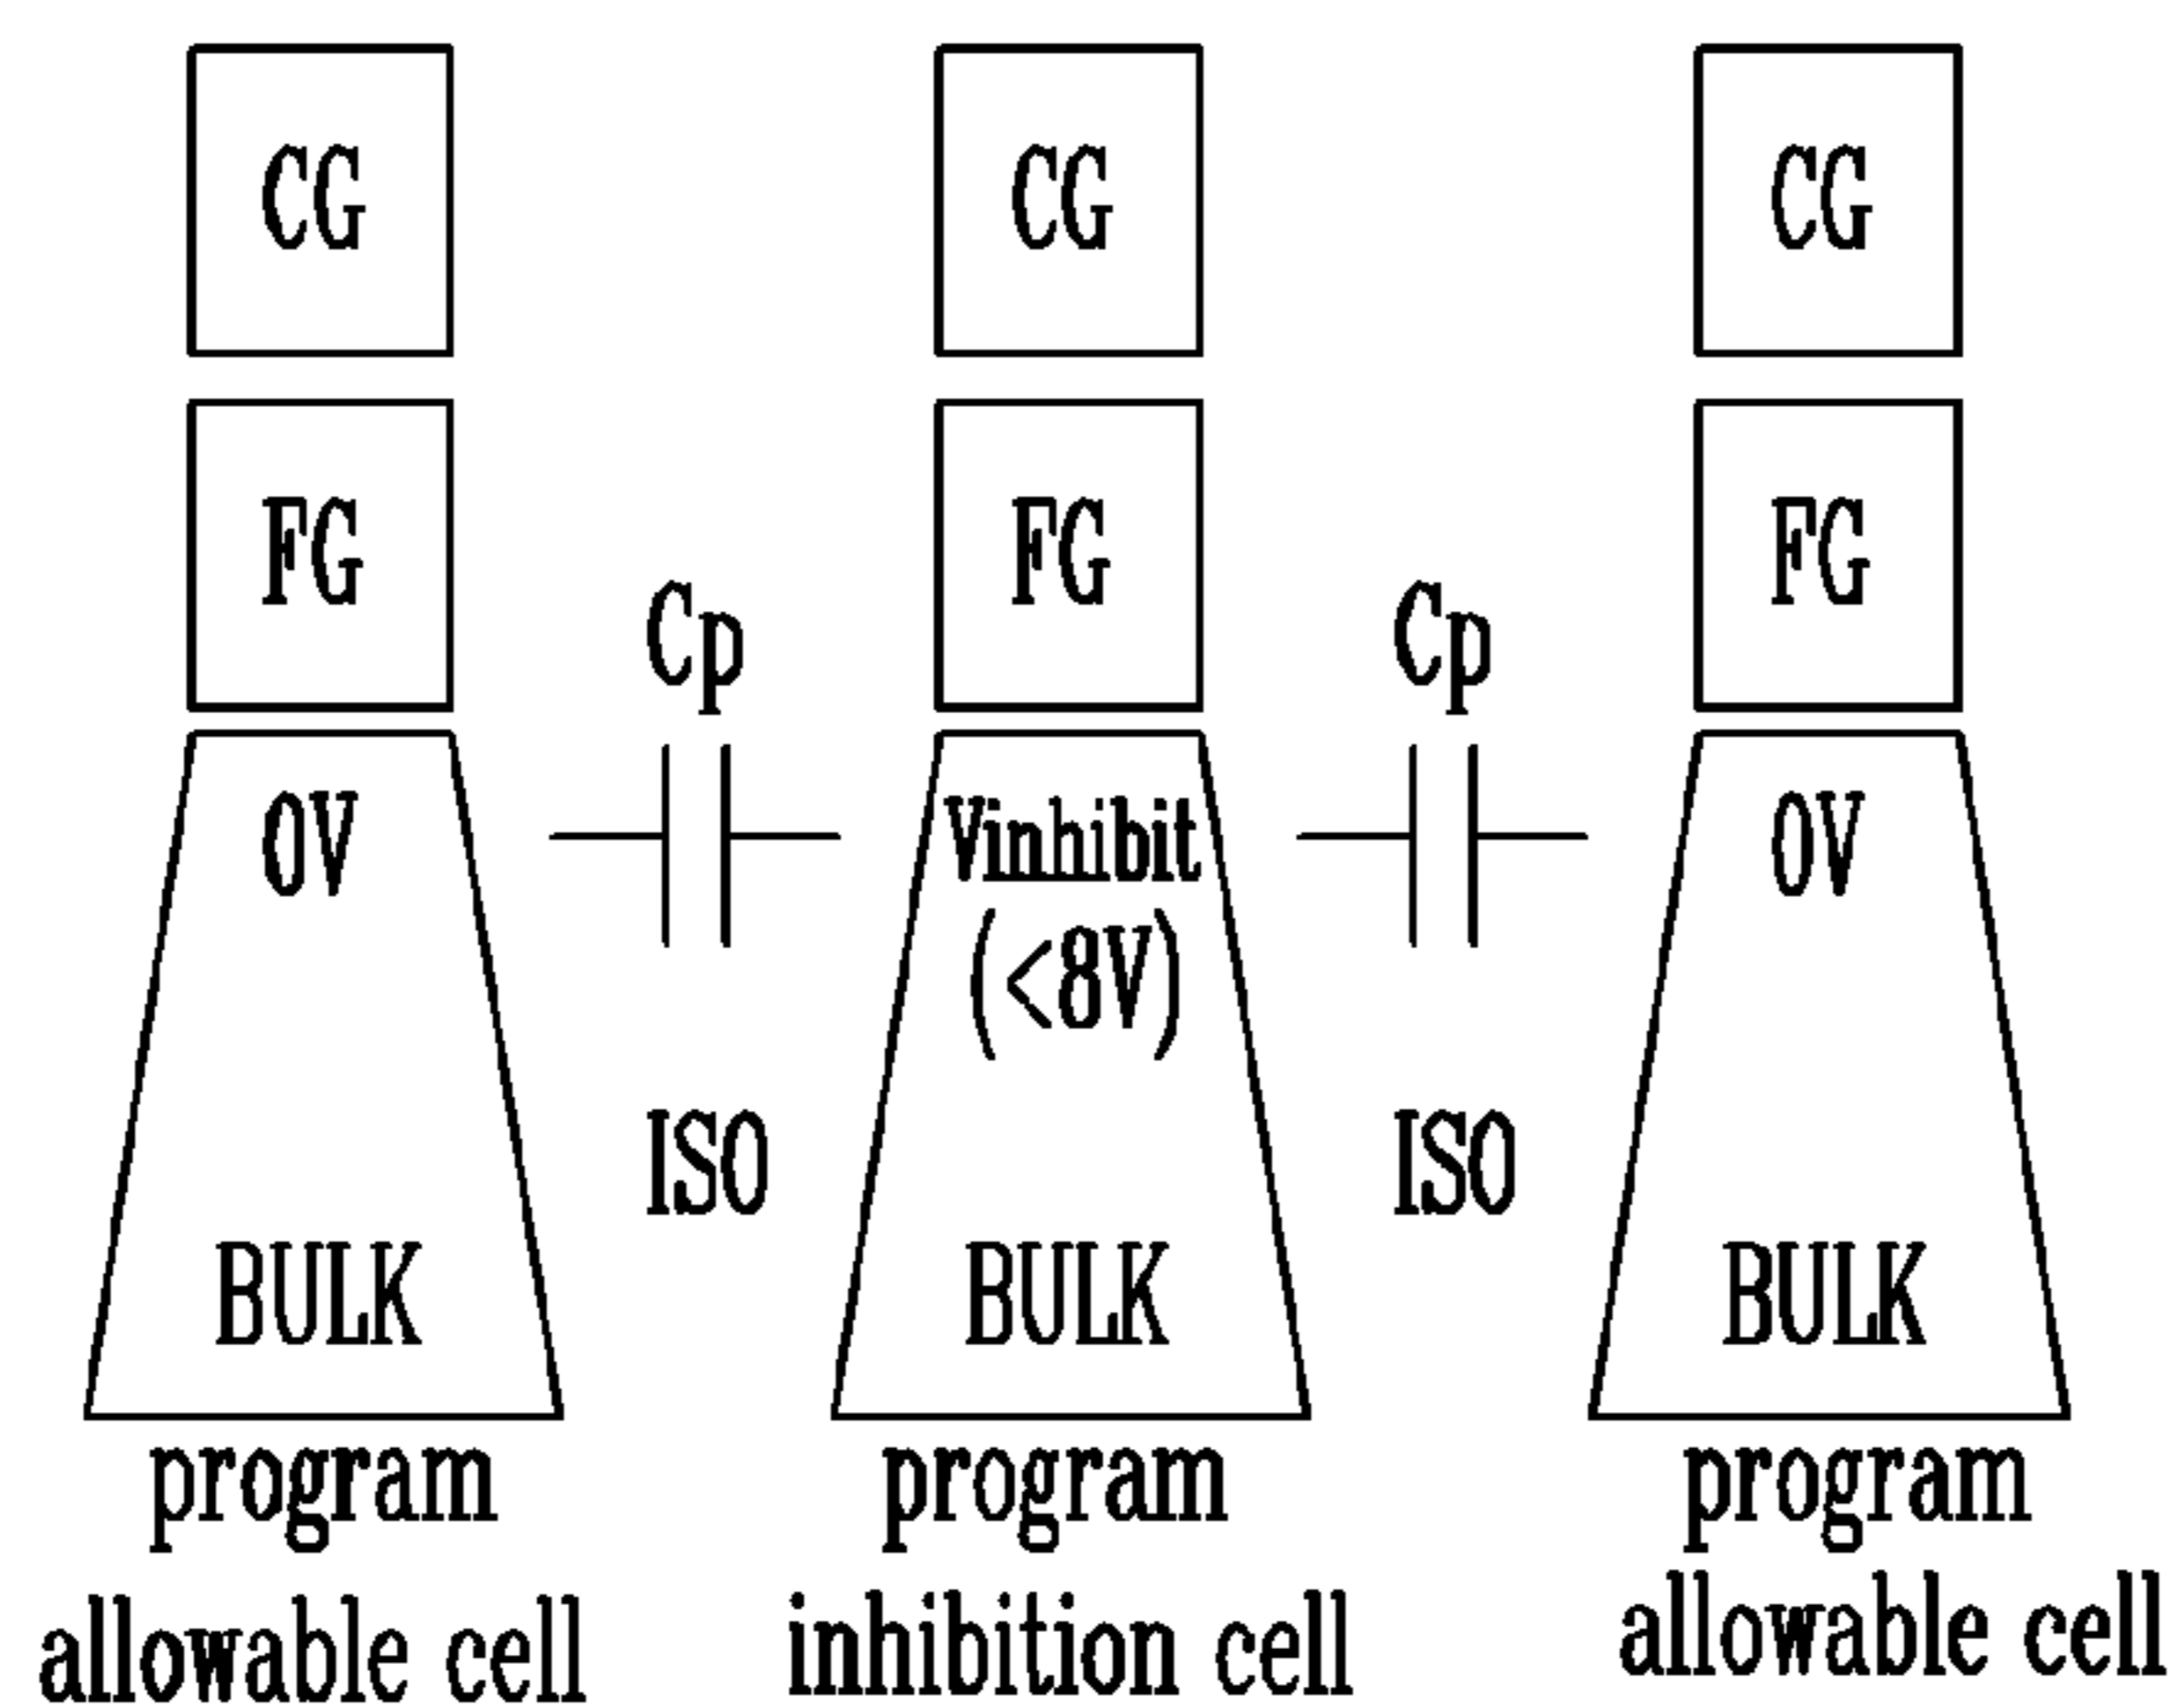 CG CG CG
FG FG FG
Cp Cp
0V Vinhibit 0V
(<8V)
ISO ISO
BULK BULK BULK
program program program
allowable cell inhibition cell allowable cell